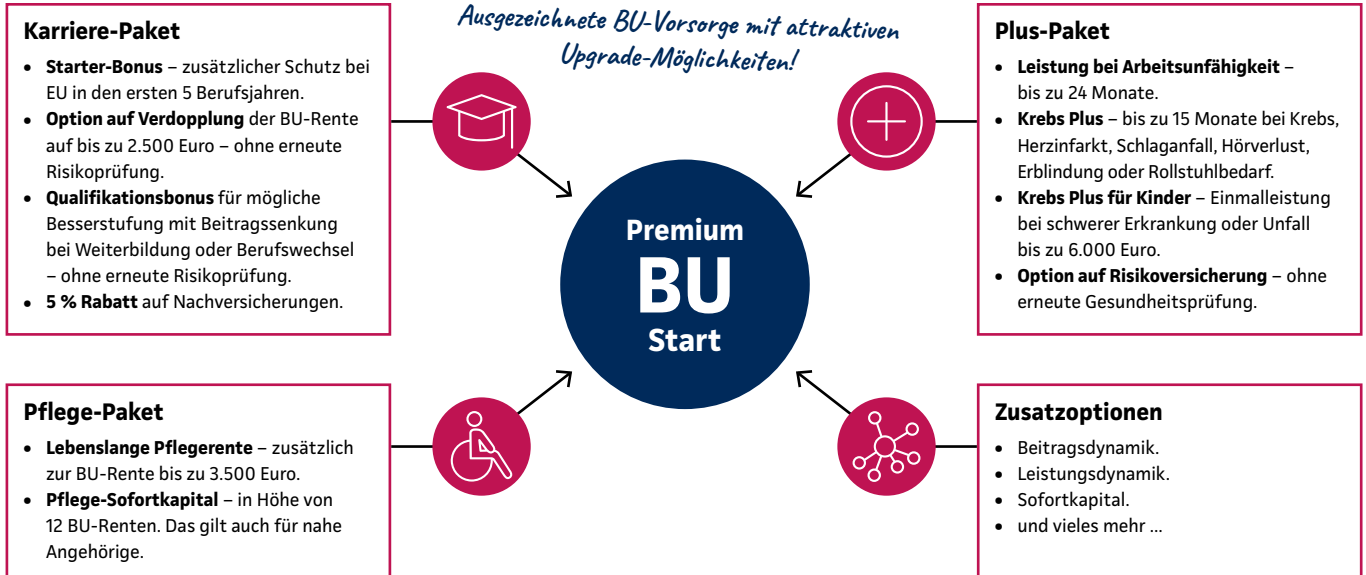 Karriere-Paket
• Starter-Bonus – zusätzlicher Schutz bei
EU in den ersten 5 Berufsjahren.
• Option auf Verdopplung der BU-Rente
auf bis zu 2.500 Euro – ohne erneute
Risikoprüfung.
• Qualifikationsbonus für mögliche
Besserstufung mit Beitragssenkung
bei Weiterbildung oder Berufswechsel
– ohne erneute Risikoprüfung.
• 5 % Rabatt auf Nachversicherungen.
Ausgezeichnete BU-Vorsorge mit attraktiven
Upgrade-Möglichkeiten!
Plus-Paket
• Leistung bei Arbeitsunfähigkeit –
bis zu 24 Monate.
• Krebs Plus – bis zu 15 Monate bei Krebs,
Herzinfarkt, Schlaganfall, Hörverlust,
Erblindung oder Rollstuhlbedarf.
• Krebs Plus für Kinder – Einmalleistung
bei schwerer Erkrankung oder Unfall
bis zu 6.000 Euro.
• Option auf Risikoversicherung – ohne
erneute Gesundheitsprüfung.
Premium
BU
Start
Pflege-Paket
• Lebenslange Pflegerente – zusätzlich
zur BU-Rente bis zu 3.500 Euro.
• Pflege-Sofortkapital – in Höhe von
12 BU-Renten. Das gilt auch für nahe
Angehörige.
Zusatzoptionen
• Beitragsdynamik.
• Leistungsdynamik.
• Sofortkapital.
• und vieles mehr ...